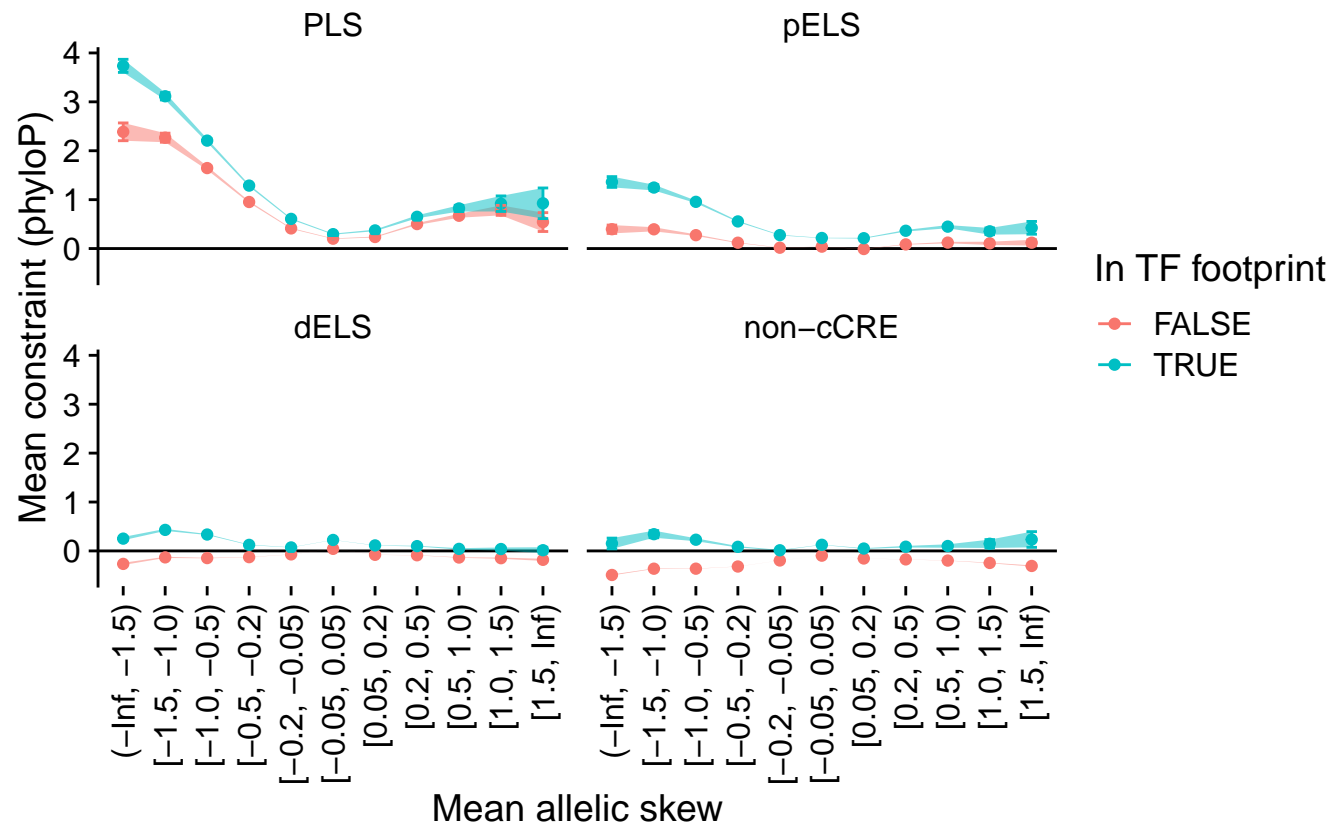 PLS
pELS
4
3
2
1
0
dELS
non−cCRE
4
3
2
1
0
Mean constraint (phyloP)
(−Inf, −1.5)
[−1.5, −1.0)
[−1.0, −0.5)
[−0.5, −0.2)
[−0.2, −0.05)
[−0.05, 0.05)
[0.05, 0.2)
[0.2, 0.5)
[0.5, 1.0)
[1.0, 1.5)
[1.5, Inf)
(−Inf, −1.5)
[−1.5, −1.0)
[−1.0, −0.5)
[−0.5, −0.2)
[−0.2, −0.05)
[−0.05, 0.05)
[0.05, 0.2)
[0.2, 0.5)
[0.5, 1.0)
[1.0, 1.5)
[1.5, Inf)
Mean allelic skew
In TF footprint
FALSE
TRUE